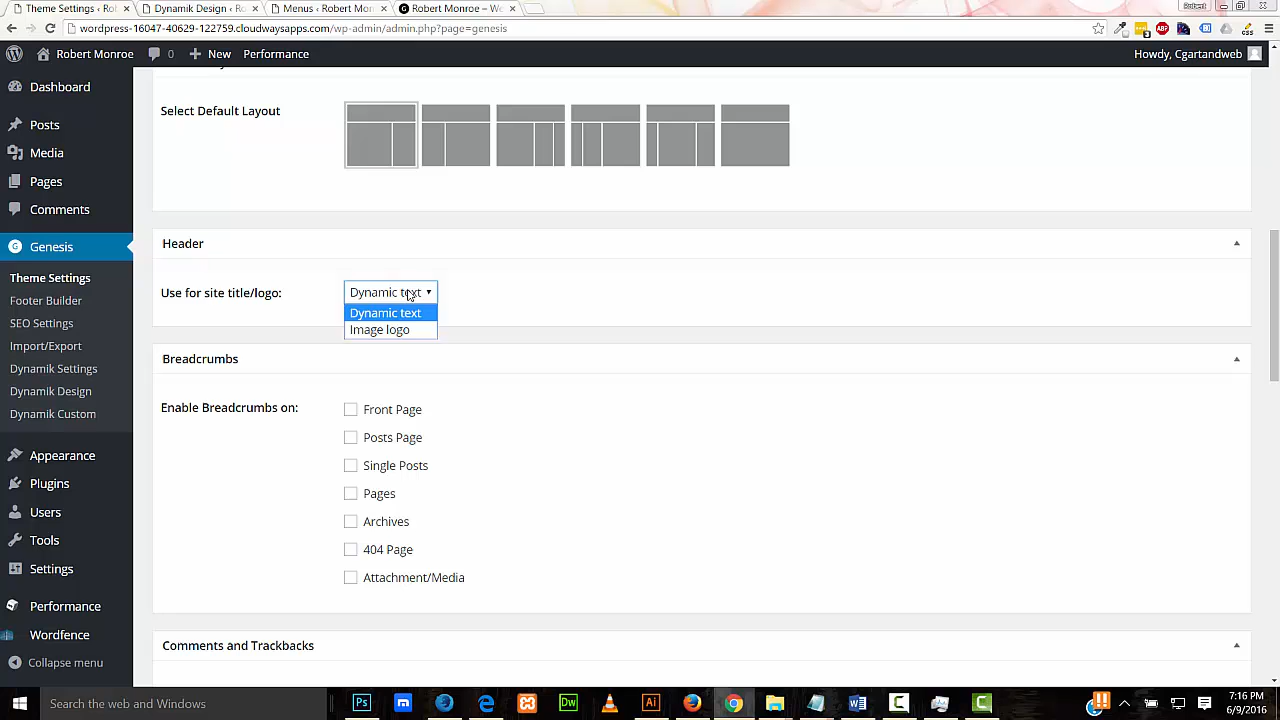 Theme Settings ‹ Rob
Dynamik Design ‹ Ro
Menus ‹ Robert Monr
Robert Monroe – We
Robert
wordpress-16047-40629-122759.cloudwaysapps.com/wp-admin/admin.php?page=genesis
Robert Monroe
0
New
Performance
Howdy, Cgartandweb
Dashboard
Posts
Media
Pages
Comments
Genesis
Theme Settings
Footer Builder
SEO Settings
Import/Export
Dynamik Settings
Dynamik Design
Dynamik Custom
Appearance
Plugins
Users
Tools
Settings
Performance
Wordfence
Collapse menu
Select Default Layout
Header
Use for site title/logo:
Dynamic text
Dynamic text
Image logo
Breadcrumbs
Enable Breadcrumbs on:
Front Page
Posts Page
Single Posts
Pages
Archives
404 Page
Attachment/Media
Comments and Trackbacks
Search the web and Windows
7:16 PM
6/9/2016